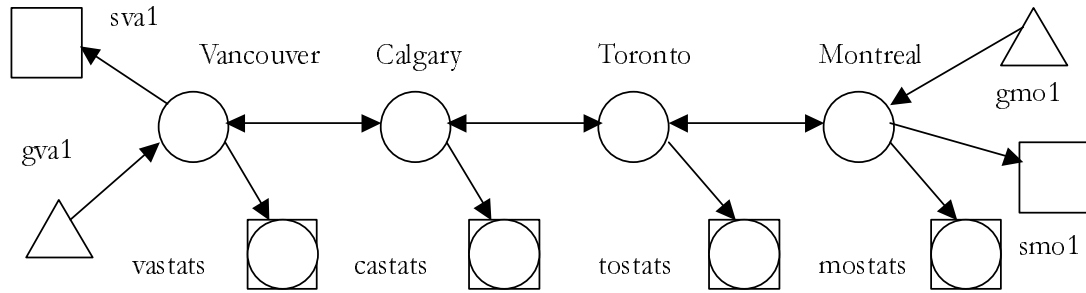 sva1
Vancouver
Calgary
Toronto
Montreal
gmo1
gva1
vastats
castats
tostats
mostats
smo1